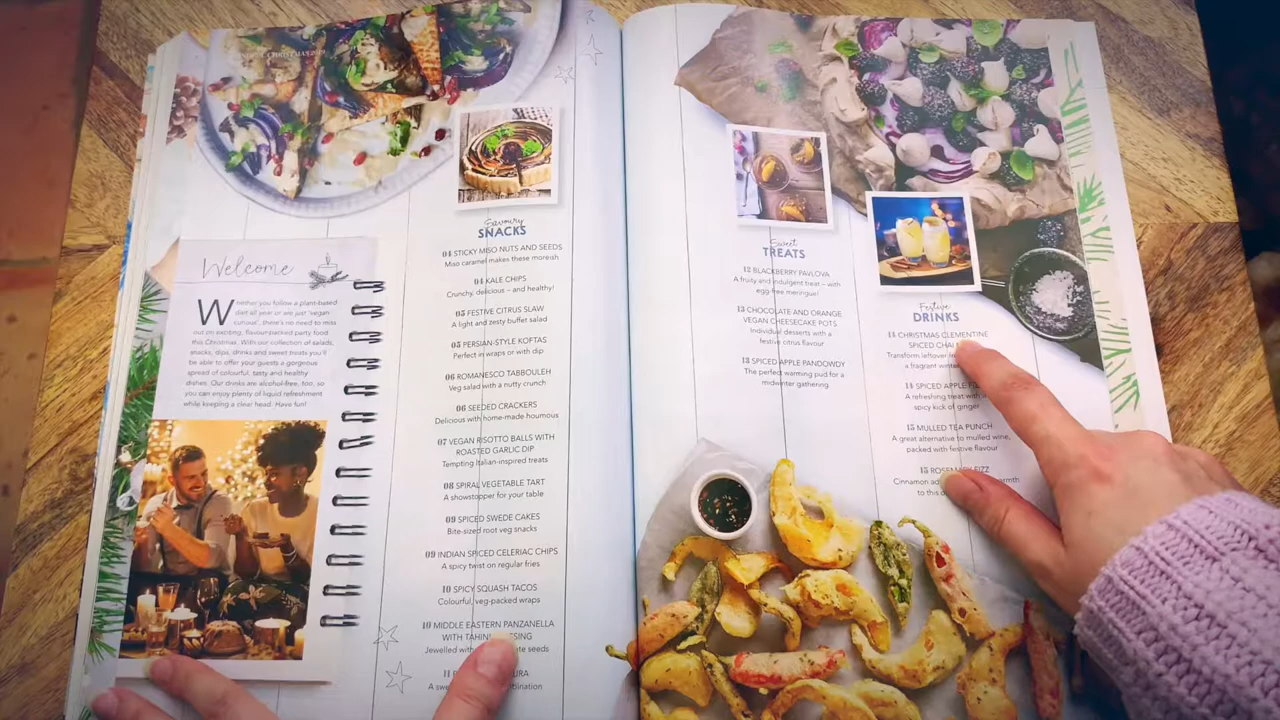 Welcome
Whether you follow a plant-based
diet all year or are just 'vegan
curious', there's no need to miss
out on exciting, flavour-packed party food
this Christmas. With our collection of salads,
snacks, dips, drinks and sweet treats you'll
be able to offer your guests a gorgeous
spread of colourful, tasty and healthy
dishes. Our drinks are alcohol-free, too, so
you can enjoy plenty of liquid refreshment
while keeping a clear head. Have fun!
Savoury
SNACKS
04 STICKY MISO NUTS AND SEEDS
Miso caramel makes these moreish
04 KALE CHIPS
Crunchy, delicious – and healthy!
05 FESTIVE CITRUS SLAW
A light and zesty buffet salad
05 PERSIAN-STYLE KOFTAS
Perfect in wraps or with dip
06 ROMANESCO TABBOULEH
Veg salad with a nutty crunch
06 SEEDED CRACKERS
Delicious with home-made houmous
07 VEGAN RISOTTO BALLS WITH
ROASTED GARLIC DIP
Tempting Italian-inspired treats
08 SPIRAL VEGETABLE TART
A showstopper for your table
09 SPICED SWEDE CAKES
Bite-sized root veg snacks
09 INDIAN SPICED CELERIAC CHIPS
A spicy twist on regular fries
10 SPICY SQUASH TACOS
Colourful, veg-packed wraps
10 MIDDLE EASTERN PANZANELLA
WITH TAHINI
Jewelled with seeds
11
Sweet
TREATS
12 BLACKBERRY PAVLOVA
A fruity and indulgent treat – with
egg-free meringue!
13 CHOCOLATE AND ORANGE
VEGAN CHEESECAKE POTS
Individual desserts with a
festive citrus flavour
13 SPICED APPLE PANDOWDY
The perfect warming pud for a
midwinter gathering
Festive
DRINKS
14 CHRISTMAS CLEMENTINE
SPICED CHAI
Transform leftover
a fragrant
14 SPICED APPLE
A refreshing treat with a
spicy kick of ginger
15 MULLED TEA PUNCH
A great alternative to mulled wine,
packed with festive flavour
15 ROSEMARY FIZZ
Cinnamon
to this